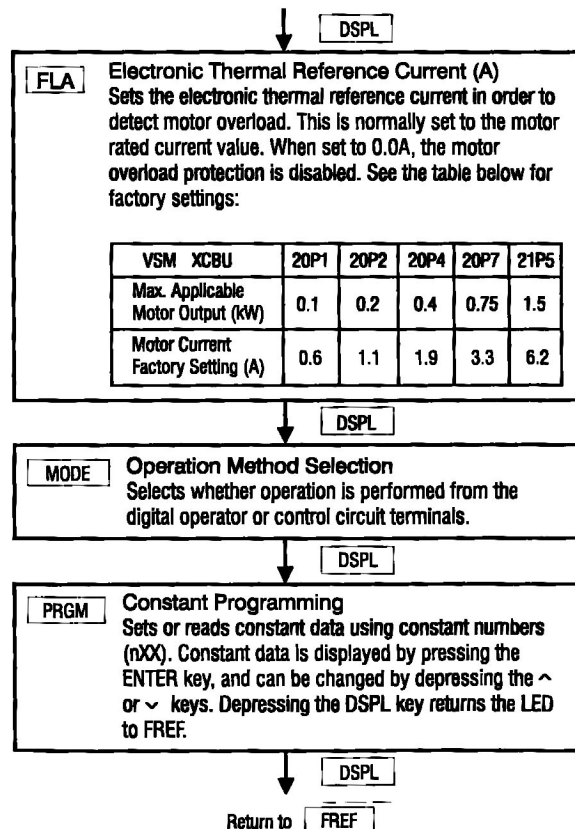 DSPL
FLA Electronic Thermal Reference Current (A)
Sets the electronic thermal reference current in order to
detect motor overload. This is normally set to the motor
rated current value. When set to 0.0A, the motor
overload protection is disabled. See the table below for
factory settings:
VSM XCBU 20P1 20P2 20P4 20P7 21P5
Max. Applicable
Motor Output (kW) 0.1 0.2 0.4 0.75 1.5
Motor Current
Factory Setting (A) 0.6 1.1 1.9 3.3 6.2
DSPL
MODE Operation Method Selection
Selects whether operation is performed from the
digital operator or control circuit terminals.
DSPL
PRGM Constant Programming
Sets or reads constant data using constant numbers
(nXX). Constant data is displayed by pressing the
ENTER key, and can be changed by depressing the ^
or ⌄ keys. Depressing the DSPL key returns the LED
to FREF.
DSPL
Return to FREF